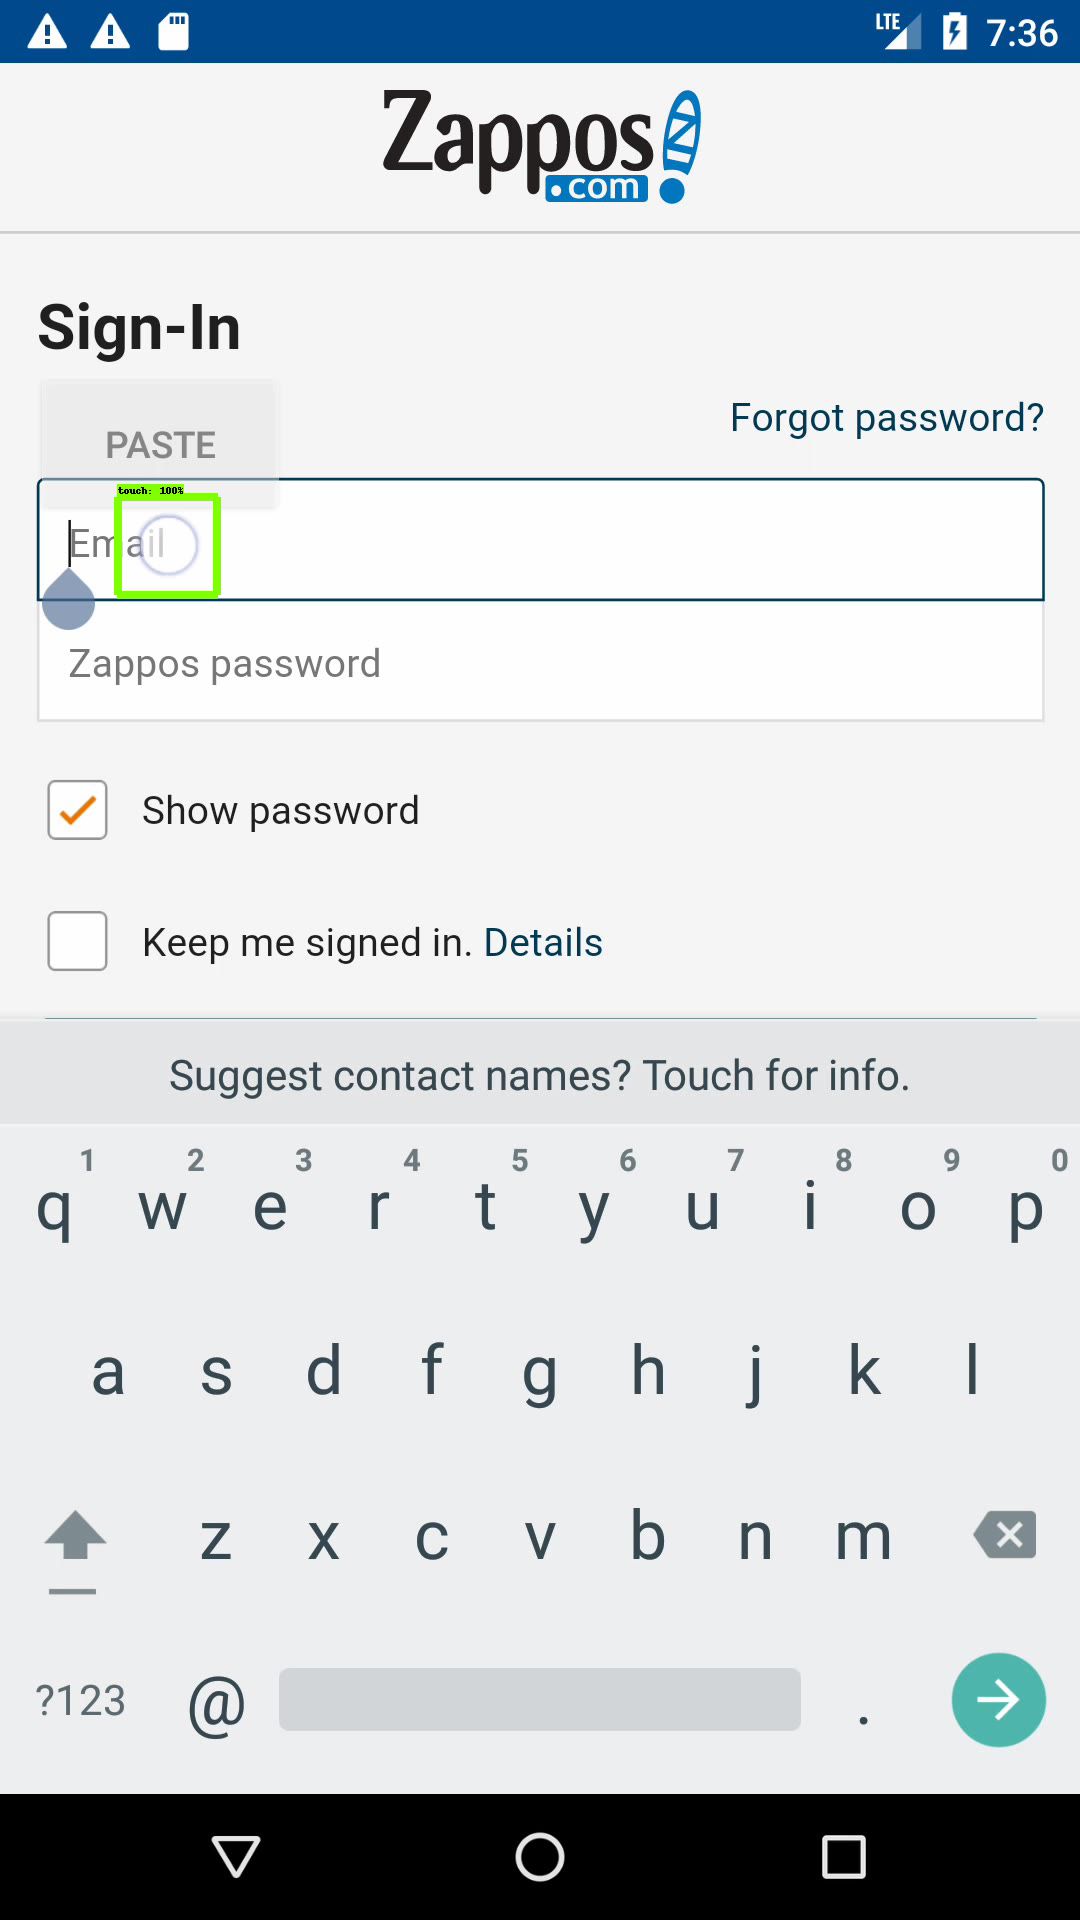 LTE 7:36
Zappos
.com
Sign-In
PASTE
Forgot password?
touch: 100%
Email
Zappos password
Show password
Keep me signed in. Details
Suggest contact names? Touch for info.
1 2 3 4 5 6 7 8 9 0
q w e r t y u i o p
a s d f g h j k l
z x c v b n m
?123 @ .